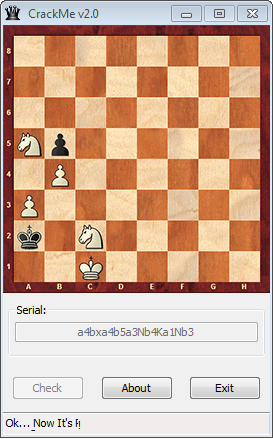 CrackMe v2.0
8
7
6
5
4
3
2
1
A B C D E F G H
Serial:
a4bxa4b5a3Nb4Ka1Nb3
Check About Exit
Ok... Now It's